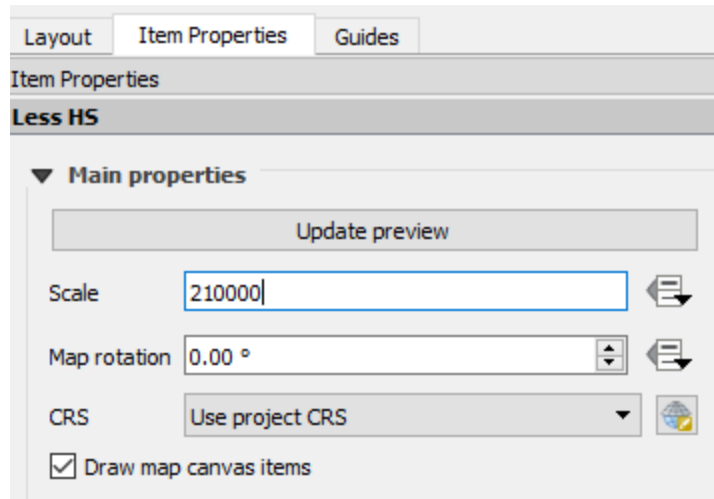 Layout Item Properties Guides
Item Properties
Less HS
Main properties
Update preview
Scale 210000
Map rotation 0.00 °
CRS Use project CRS
Draw map canvas items